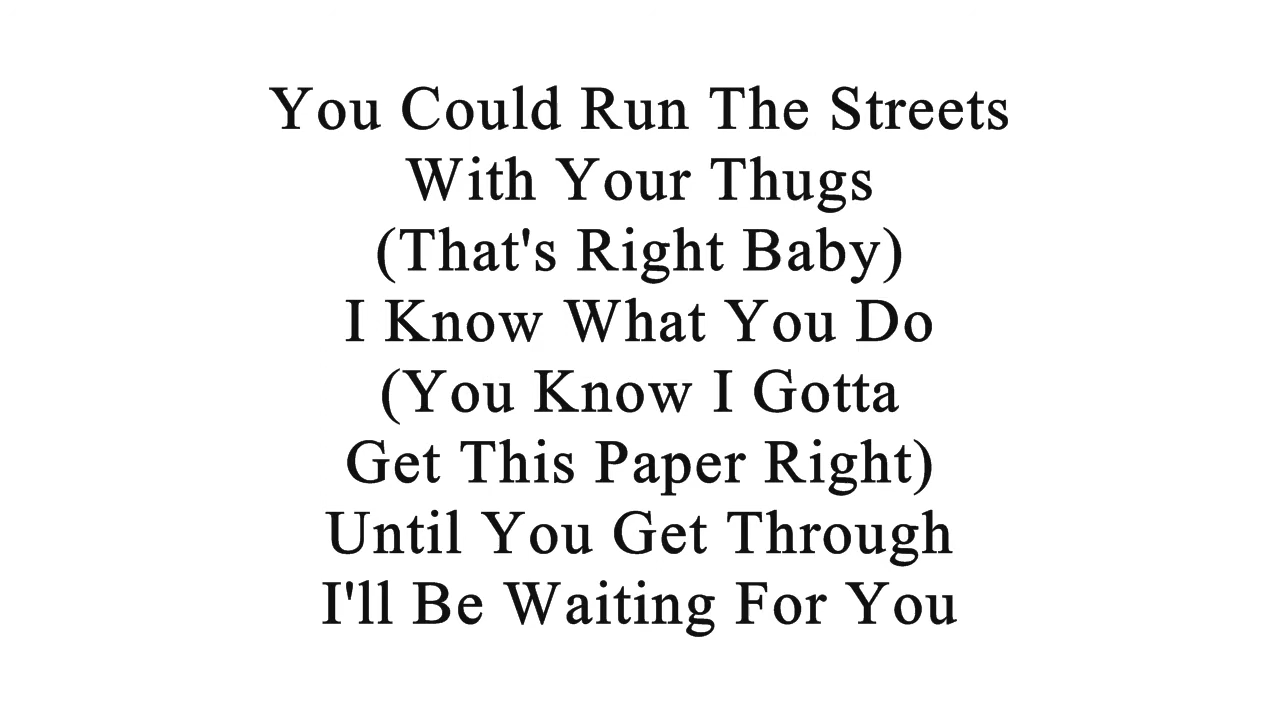 You Could Run The Streets
With Your Thugs
(That's Right Baby)
I Know What You Do
(You Know I Gotta
Get This Paper Right)
Until You Get Through
I'll Be Waiting For You